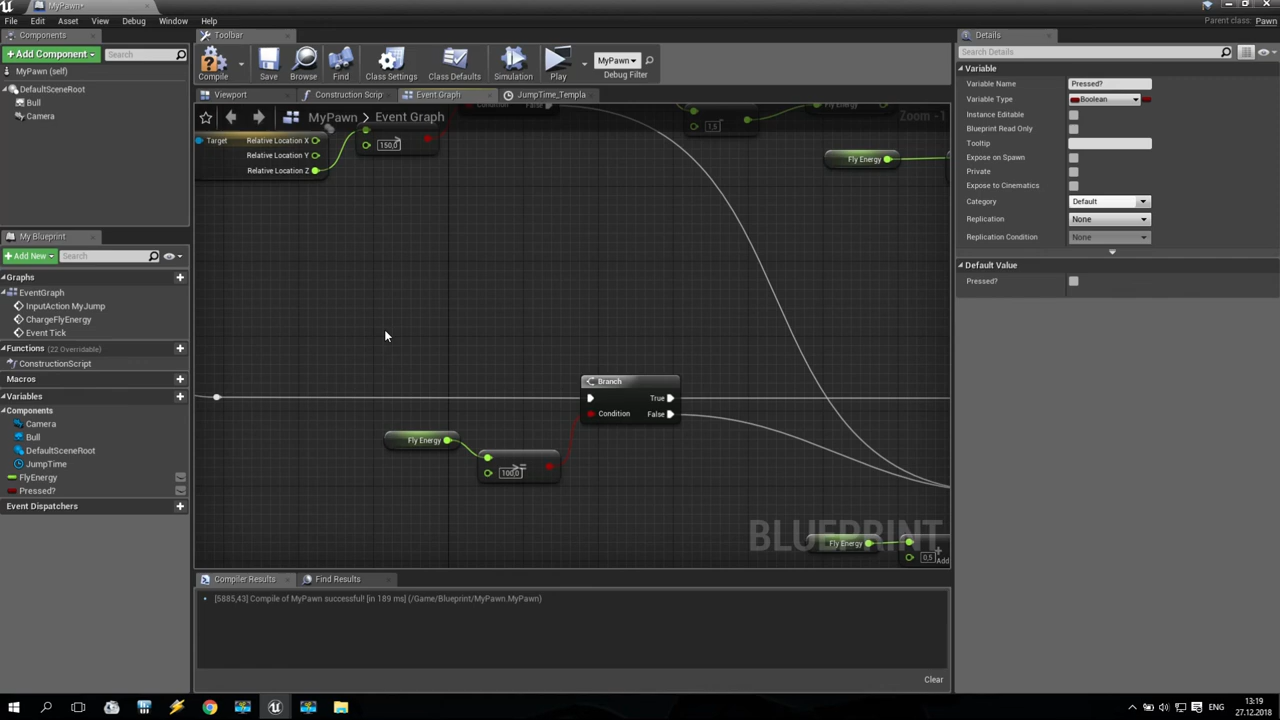 MyPawn*
File Edit Asset View Debug Window Help
Parent class: Pawn
Components
+ Add Component
Search
MyPawn (self)
DefaultSceneRoot
Bull
Camera
My Blueprint
+ Add New
Search
Graphs
EventGraph
InputAction MyJump
ChargeFlyEnergy
Event Tick
Functions (22 Overridable)
ConstructionScript
Macros
Variables
Components
Camera
Bull
DefaultSceneRoot
JumpTime
FlyEnergy
Pressed?
Event Dispatchers
Toolbar
Compile Save Browse Find Class Settings Class Defaults Simulation Play
MyPawn
Debug Filter
Viewport Construction Scrip Event Graph JumpTime_Templa
MyPawn > Event Graph
Zoom -1
Condition False
Target Relative Location X
Relative Location Y
Relative Location Z
>
150,0
1,5
Fly Energy
Fly Energy
Branch
True
Condition False
Fly Energy
>=
100,0
BLUEPRINT
Fly Energy
+
0,5
Add
Compiler Results Find Results
[5885,43] Compile of MyPawn successful! [in 189 ms] (/Game/Blueprint/MyPawn.MyPawn)
Clear
Details
Search Details
Variable
Variable Name Pressed?
Variable Type Boolean
Instance Editable
Blueprint Read Only
Tooltip
Expose on Spawn
Private
Expose to Cinematics
Category Default
Replication None
Replication Condition None
Default Value
Pressed?
ENG
13:19
27.12.2018